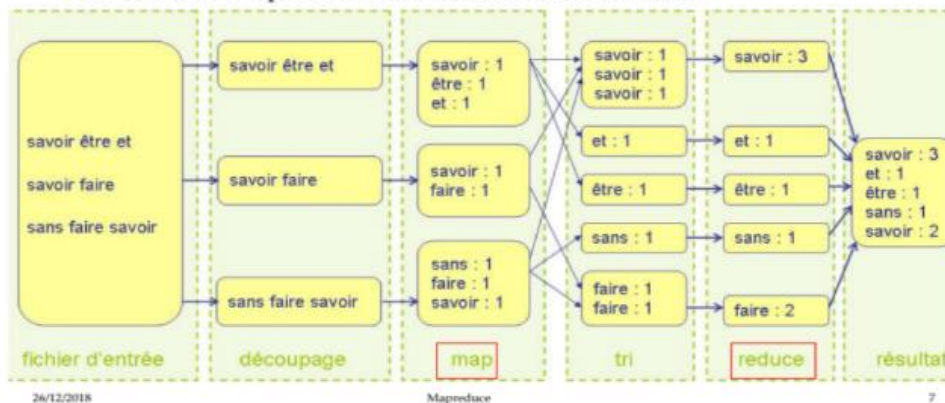 savoir être et
savoir faire
sans faire savoir
fichier d'entrée
savoir être et
savoir faire
sans faire savoir
découpage
savoir : 1
être : 1
et : 1
savoir : 1
faire : 1
sans : 1
faire : 1
savoir : 1
map
savoir : 1
savoir : 1
savoir : 1
et : 1
être : 1
sans : 1
faire : 1
faire : 1
tri
savoir : 3
et : 1
être : 1
sans : 1
faire : 2
reduce
savoir : 3
et : 1
être : 1
sans : 1
savoir : 2
résultat
26/12/2018
Mapreduce
7